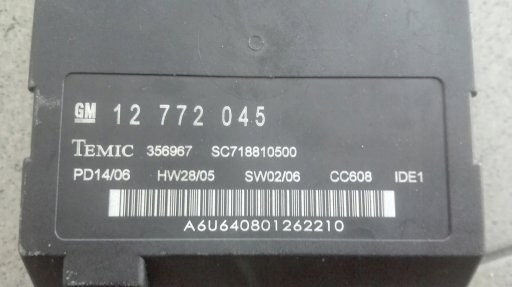 GM 12 772 045
TEMIC 356967 SC718810500
PD14/06 HW28/05 SW02/06 CC608 IDE1
A6U640801262210